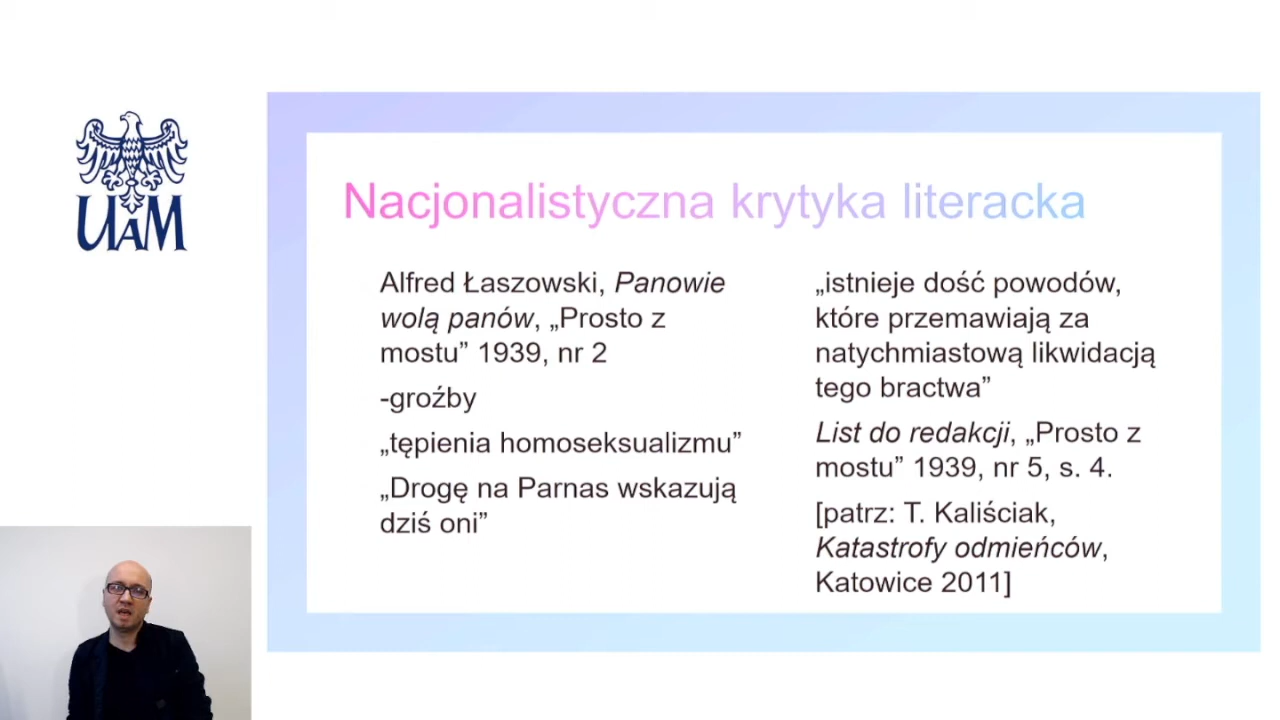 UAM
Nacjonalistyczna krytyka literacka
Alfred Łaszowski, Panowie
wolą panów, „Prosto z
mostu” 1939, nr 2
-groźby
„tępienia homoseksualizmu”
„Drogę na Parnas wskazują
dziś oni”
„istnieje dość powodów,
które przemawiają za
natychmiastową likwidacją
tego bractwa”
List do redakcji, „Prosto z
mostu” 1939, nr 5, s. 4.
[patrz: T. Kaliściak,
Katastrofy odmieńców,
Katowice 2011]